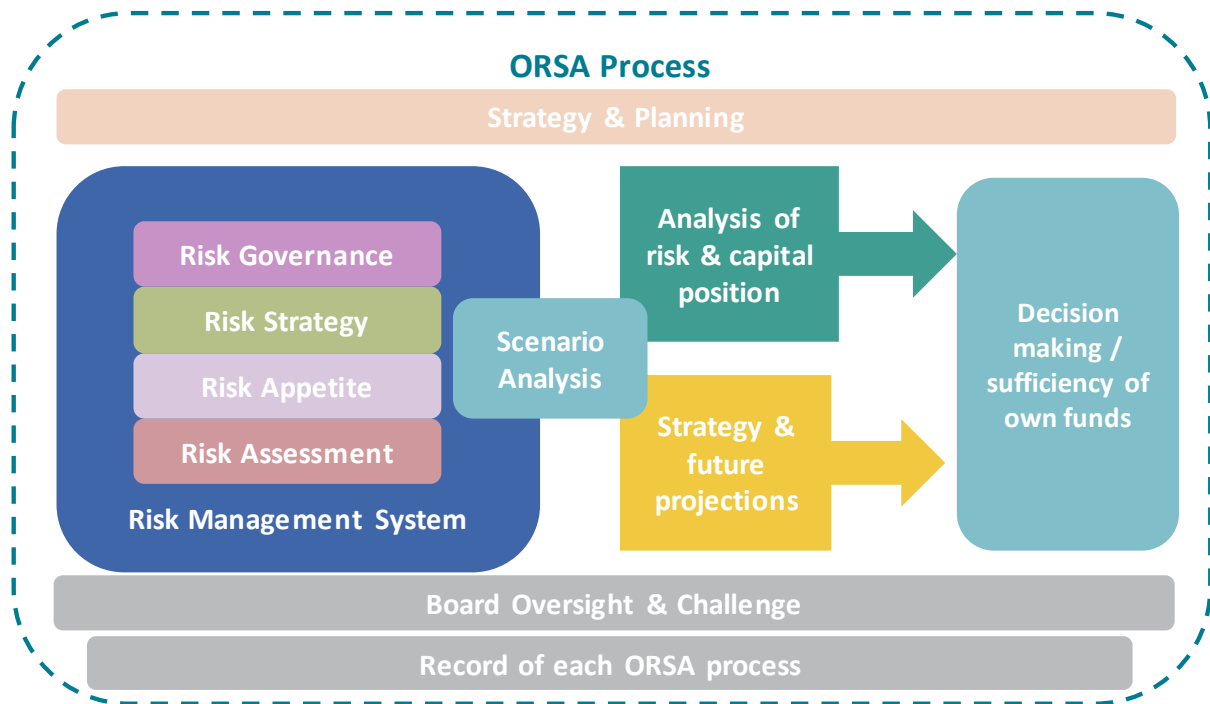 ORSA Process
Strategy & Planning
Risk Governance
Risk Strategy
Risk Appetite
Risk Assessment
Risk Management System
Scenario
Analysis
Analysis of
risk & capital
position
Strategy &
future
projections
Decision
making /
sufficiency of
own funds
Board Oversight & Challenge
Record of each ORSA process